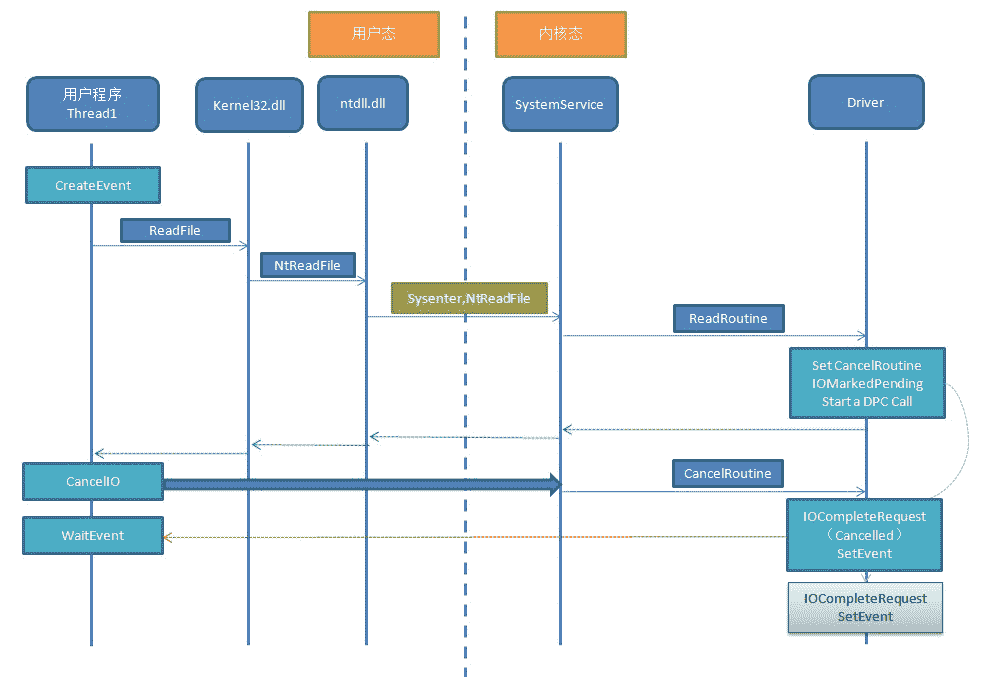 用户态
内核态
用户程序
Thread1
Kernel32.dll
ntdll.dll
SystemService
Driver
CreateEvent
ReadFile
NtReadFile
Sysenter,NtReadFile
ReadRoutine
Set CancelRoutine
IOMarkedPending
Start a DPC Call
CancelIO
CancelRoutine
WaitEvent
IOCompleteRequest
（Cancelled）
SetEvent
IOCompleteRequest
SetEvent